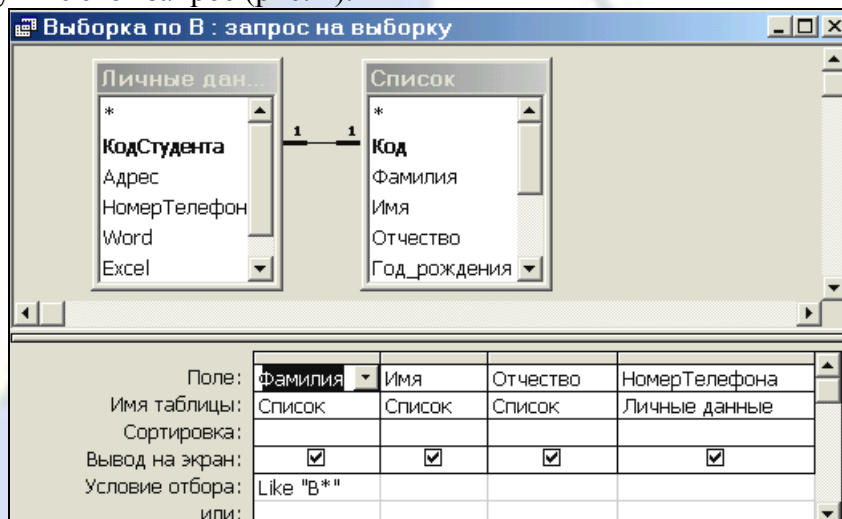 Выборка по В : запрос на выборку
Личные дан...
*
КодСтудента
Адрес
НомерТелефон
Word
Excel
1 1
Список
*
Код
Фамилия
Имя
Отчество
Год_рождения
Поле: Фамилия Имя Отчество НомерТелефона
Имя таблицы: Список Список Список Личные данные
Сортировка:
Вывод на экран:
Условие отбора: Like "В*"
или: